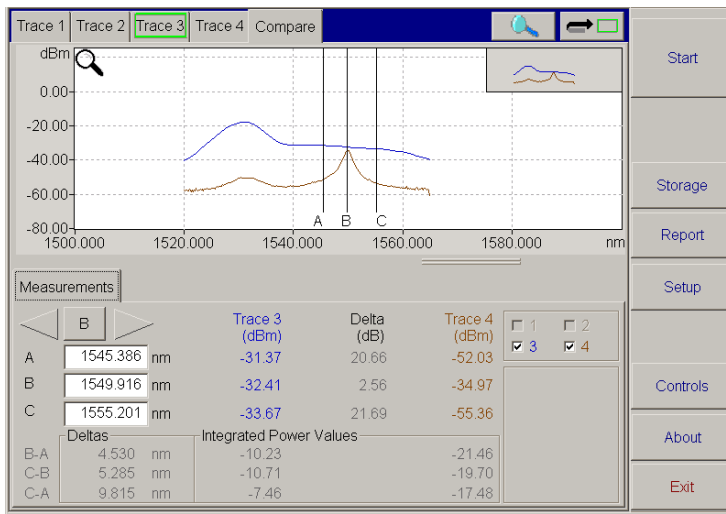 Trace 1 Trace 2 Trace 3 Trace 4 Compare
Start
dBm
0.00
-20.00
-40.00
-60.00
-80.00
A B C
1500.000 1520.000 1540.000 1560.000 1580.000 nm
Storage
Report
Setup
Controls
About
Exit
Measurements
B
Trace 3 Delta Trace 4
(dBm) (dB) (dBm)
1 2
3 4
A 1545.386 nm -31.37 20.66 -52.03
B 1549.916 nm -32.41 2.56 -34.97
C 1555.201 nm -33.67 21.69 -55.36
Deltas Integrated Power Values
B-A 4.530 nm -10.23 -21.46
C-B 5.285 nm -10.71 -19.70
C-A 9.815 nm -7.46 -17.48